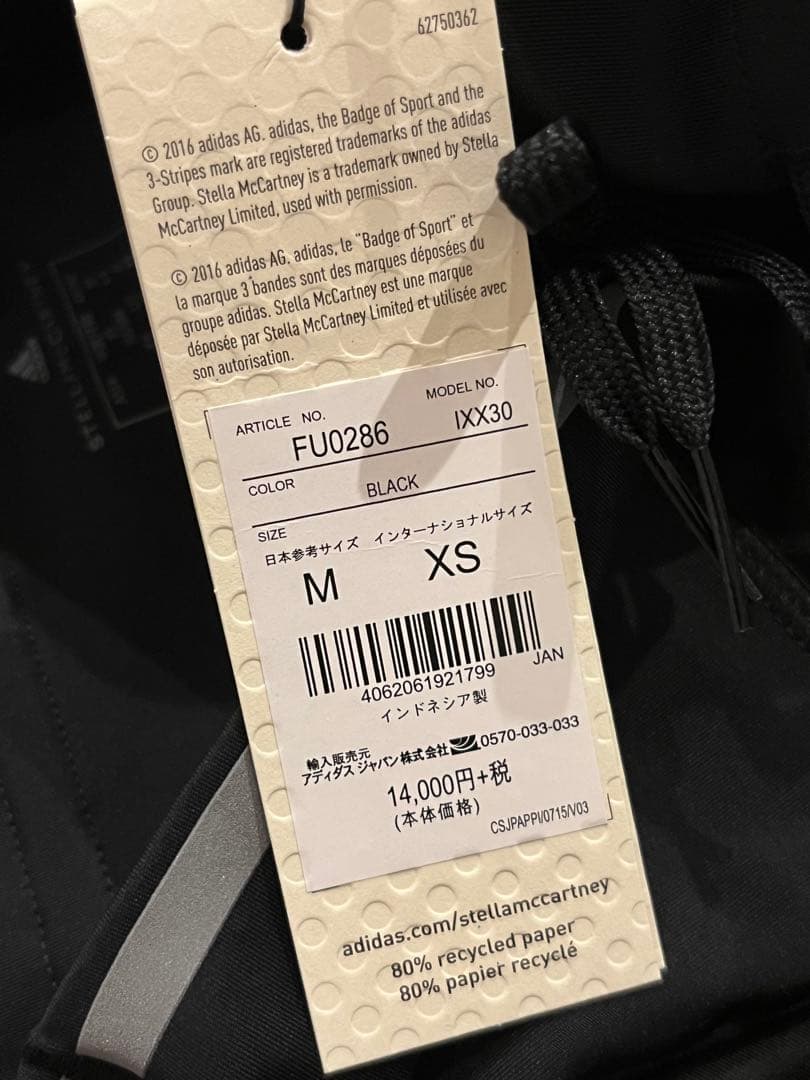 62750362
© 2016 adidas AG. adidas, the Badge of Sport and the
3-Stripes mark are registered trademarks of the adidas
Group. Stella McCartney is a trademark owned by Stella
McCartney Limited, used with permission.
© 2016 adidas AG. adidas, le "Badge of Sport" et
la marque 3 bandes sont des marques déposées du
groupe adidas. Stella McCartney est une marque
déposée par Stella McCartney Limited et utilisée avec
son autorisation.
ARTICLE NO. MODEL NO.
FU0286 IXX30
COLOR BLACK
SIZE
日本参考サイズ インターナショナルサイズ
M XS
4062061921799 JAN
インドネシア製
輸入販売元
アディダス ジャパン株式会社 0570-033-033
14,000円+税
(本体価格)
CSJPAPPI/0715/V03
adidas.com/stellamccartney
80% recycled paper
80% papier recyclé